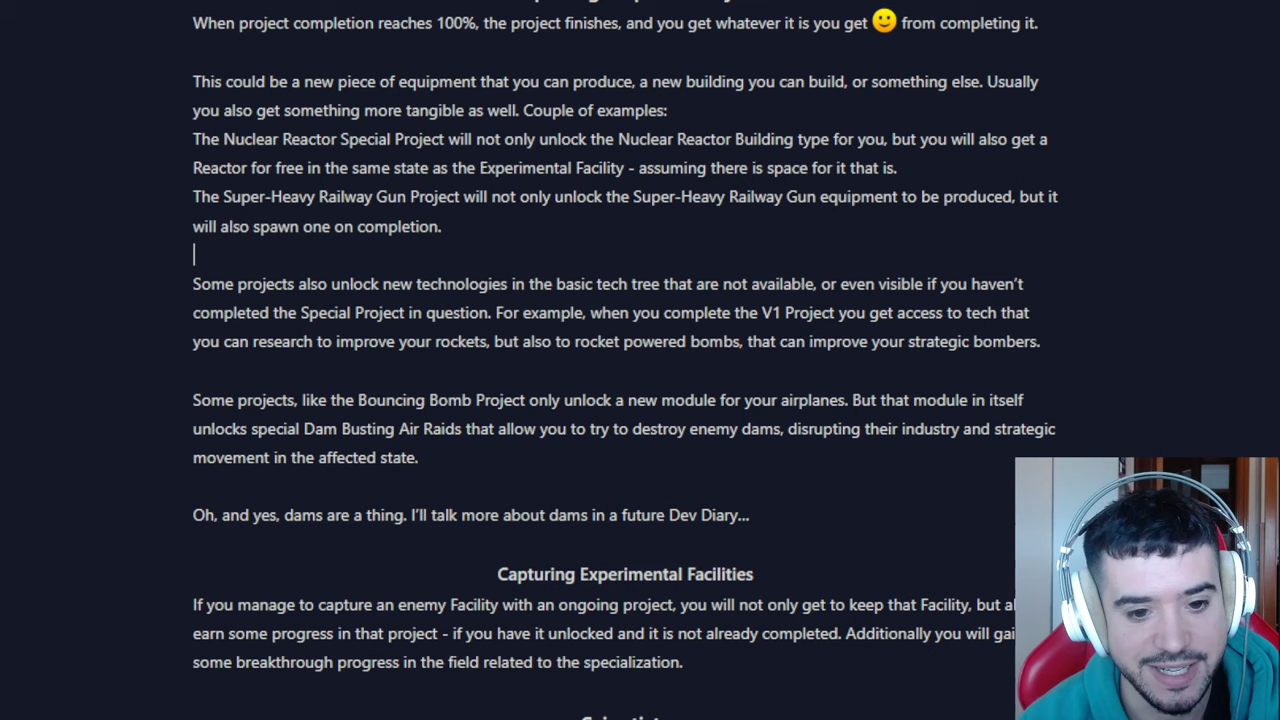 When project completion reaches 100%, the project finishes, and you get whatever it is you get 🙂 from completing it.
This could be a new piece of equipment that you can produce, a new building you can build, or something else. Usually
you also get something more tangible as well. Couple of examples:
The Nuclear Reactor Special Project will not only unlock the Nuclear Reactor Building type for you, but you will also get a
Reactor for free in the same state as the Experimental Facility - assuming there is space for it that is.
The Super-Heavy Railway Gun Project will not only unlock the Super-Heavy Railway Gun equipment to be produced, but it
will also spawn one on completion.
Some projects also unlock new technologies in the basic tech tree that are not available, or even visible if you haven't
completed the Special Project in question. For example, when you complete the V1 Project you get access to tech that
you can research to improve your rockets, but also to rocket powered bombs, that can improve your strategic bombers.
Some projects, like the Bouncing Bomb Project only unlock a new module for your airplanes. But that module in itself
unlocks special Dam Busting Air Raids that allow you to try to destroy enemy dams, disrupting their industry and strategic
movement in the affected state.
Oh, and yes, dams are a thing. I'll talk more about dams in a future Dev Diary...
Capturing Experimental Facilities
If you manage to capture an enemy Facility with an ongoing project, you will not only get to keep that Facility, but
earn some progress in that project - if you have it unlocked and it is not already completed. Additionally you will
some breakthrough progress in the field related to the specialization.